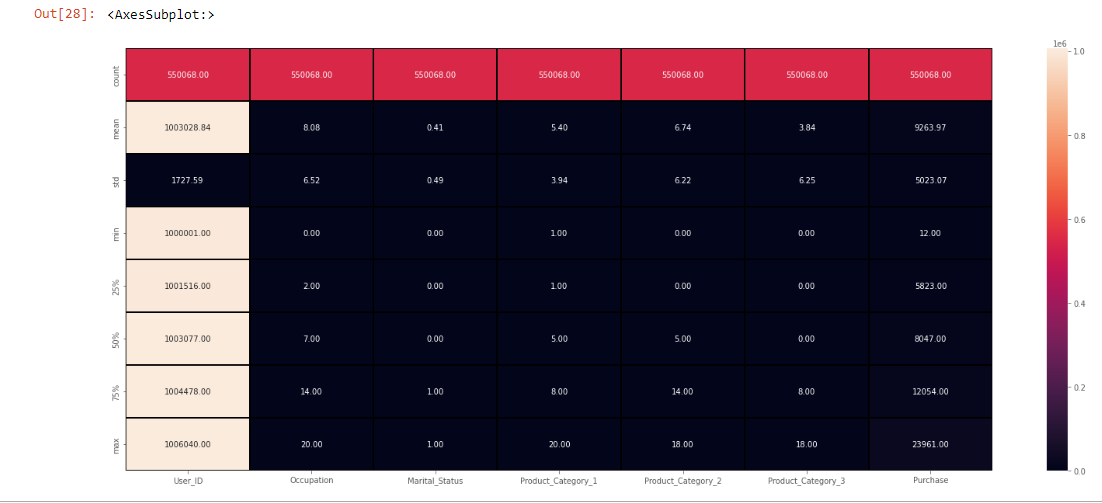 Out[28]: <AxesSubplot:>
1e6
count 550068.00 550068.00 550068.00 550068.00 550068.00 550068.00 550068.00 1.0
mean 1003028.84 8.08 0.41 5.40 6.74 3.84 9263.97 0.8
std 1727.59 6.52 0.49 3.94 6.22 6.25 5023.07
min 1000001.00 0.00 0.00 1.00 0.00 0.00 12.00 0.6
25% 1001516.00 2.00 0.00 1.00 0.00 0.00 5823.00 0.4
50% 1003077.00 7.00 0.00 5.00 5.00 0.00 8047.00
75% 1004478.00 14.00 1.00 8.00 14.00 8.00 12054.00 0.2
max 1006040.00 20.00 1.00 20.00 18.00 18.00 23961.00 0.0
User_ID Occupation Marital_Status Product_Category_1 Product_Category_2 Product_Category_3 Purchase